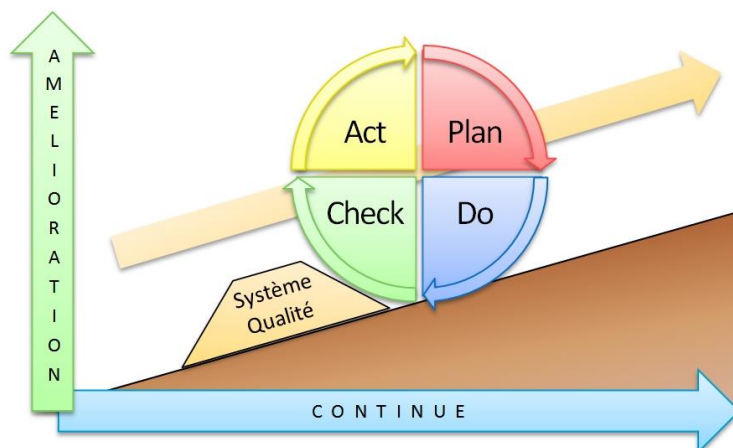 AMELIORATION
Act
Plan
Check
Do
Système
Qualité
CONTINUE